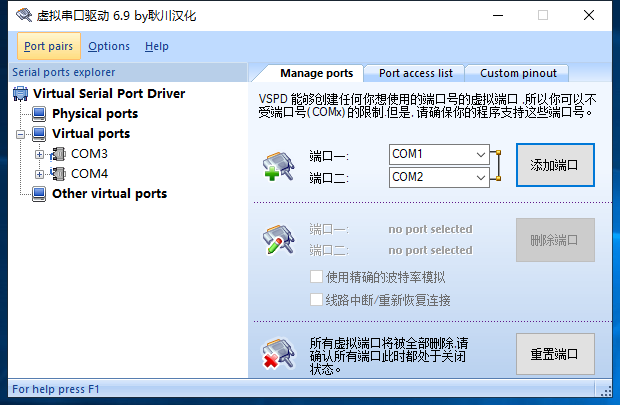 虚拟串口驱动 6.9 by耿川汉化
Port pairs Options Help
Serial ports explorer
Virtual Serial Port Driver
Physical ports
Virtual ports
COM3
COM4
Other virtual ports
Manage ports Port access list Custom pinout
VSPD 能够创建任何你想使用的端口号的虚拟端口 ,所以你可以不
受端口号(COMx)的限制,但是, 请确保你的程序支持这些端口号。
端口一: COM1
端口二: COM2
添加端口
端口一: no port selected
端口二: no port selected
删除端口
使用精确的波特率模拟
线路中断/重新恢复连接
所有虚拟端口将被全部删除,请
确认所有端口此时都处于关闭
状态。
重置端口
For help press F1